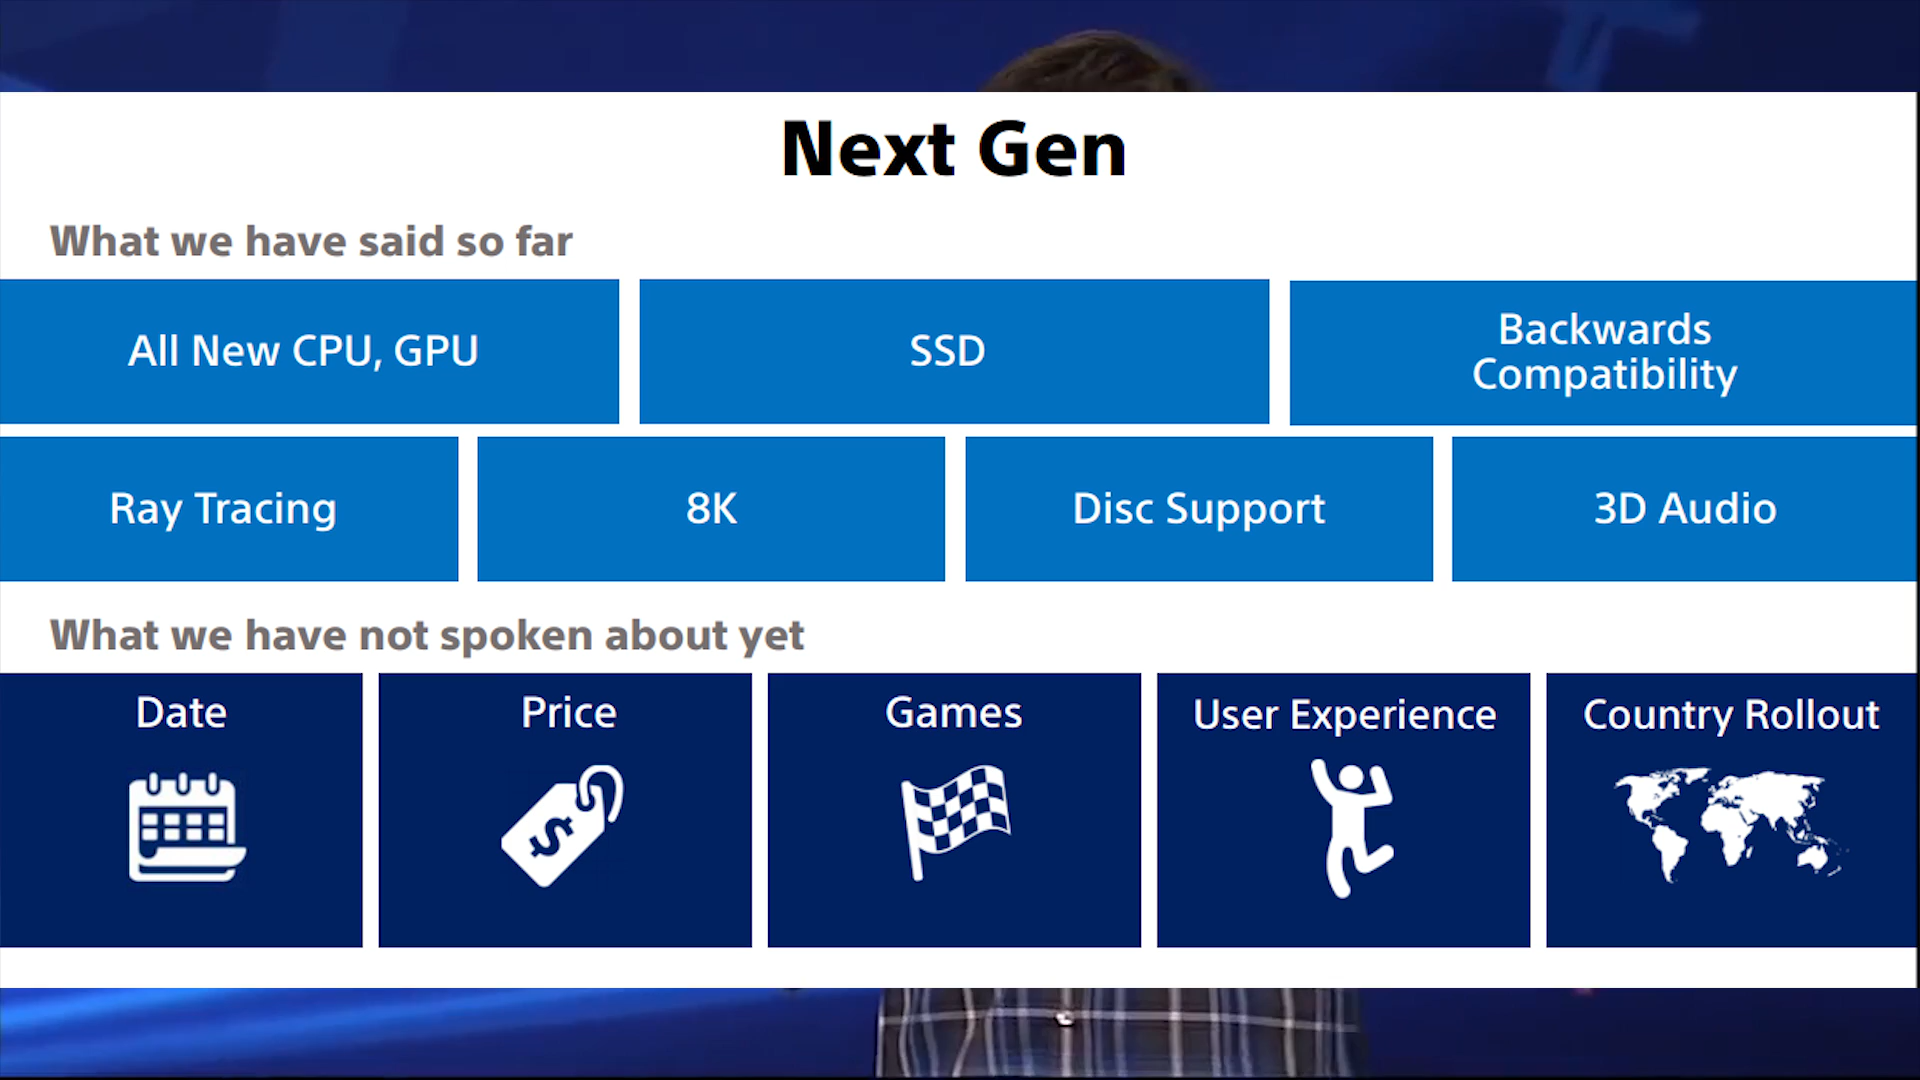 Next Gen
What we have said so far
All New CPU, GPU
SSD
Backwards
Compatibility
Ray Tracing
8K
Disc Support
3D Audio
What we have not spoken about yet
Date
Price
Games
User Experience
Country Rollout
$